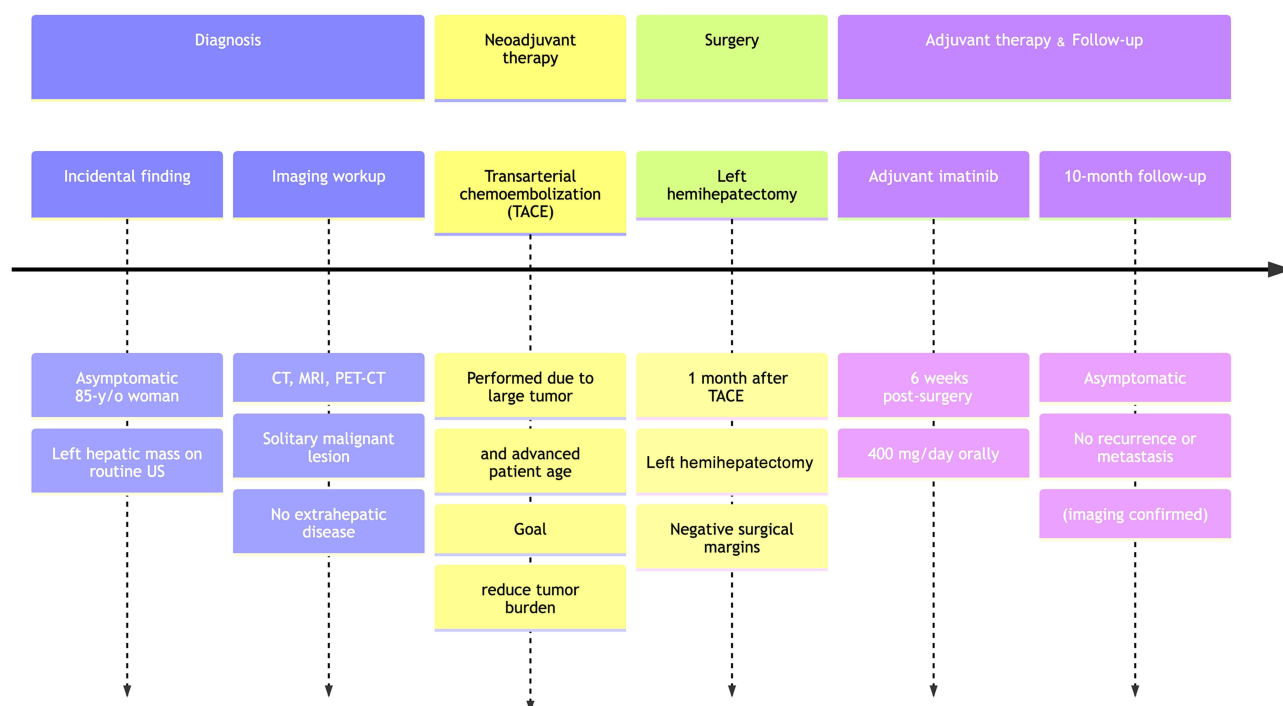 Diagnosis
Neoadjuvant
therapy
Surgery
Adjuvant therapy & Follow-up
Incidental finding
Imaging workup
Transarterial
chemoembolization
(TACE)
Left
hemihepatectomy
Adjuvant imatinib
10-month follow-up
Asymptomatic
85-y/o woman
Left hepatic mass on
routine US
CT, MRI, PET-CT
Solitary malignant
lesion
No extrahepatic
disease
Performed due to
large tumor
and advanced
patient age
Goal
reduce tumor
burden
1 month after
TACE
Left hemihepatectomy
Negative surgical
margins
6 weeks
post-surgery
400 mg/day orally
Asymptomatic
No recurrence or
metastasis
(imaging confirmed)